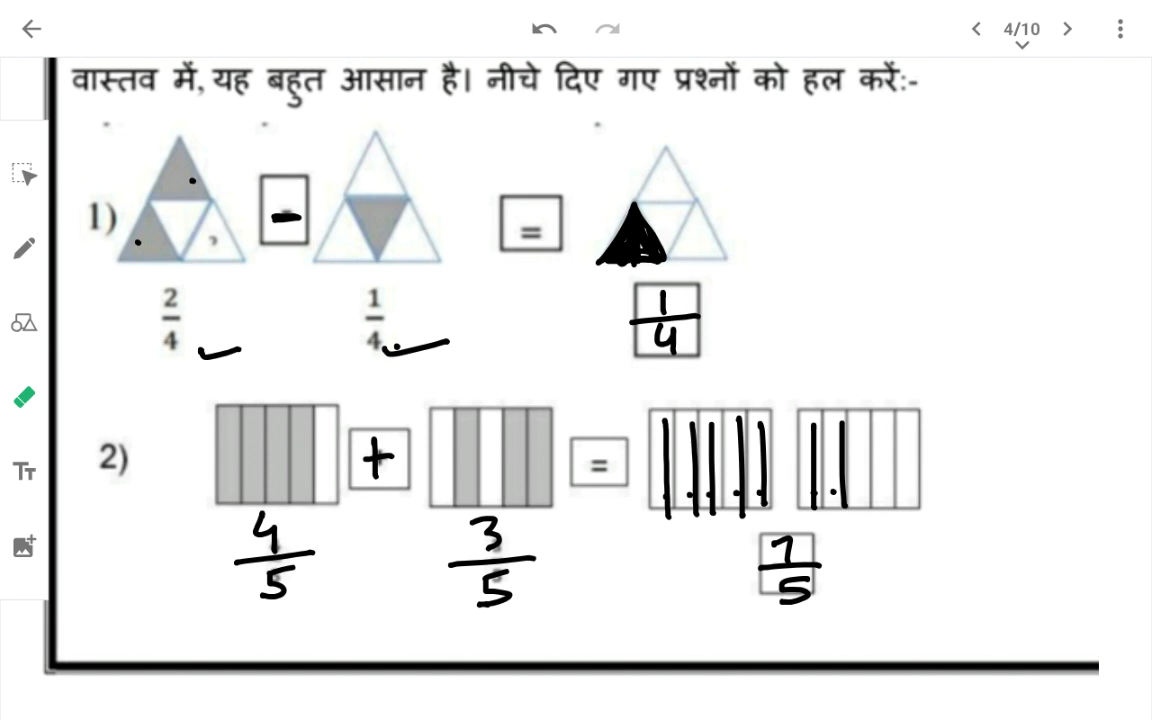 4/10
वास्तव में, यह बहुत आसान है। नीचे दिए गए प्रश्नों को हल करें:-
1) - =
2/4 1/4 1/4
2) + =
4/5 3/5 7/5
Tт